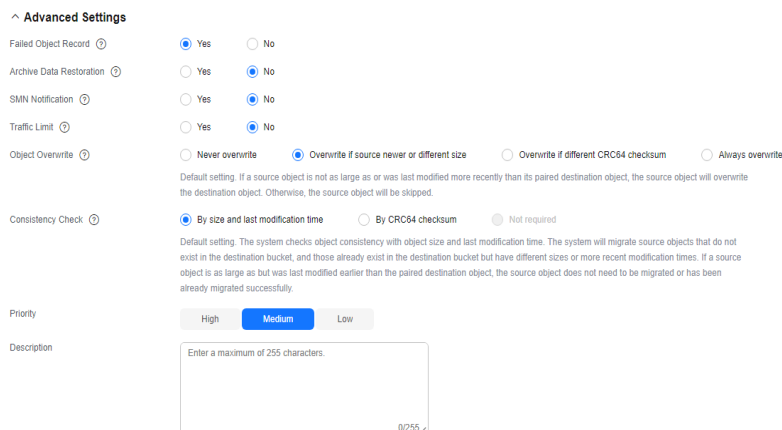 Advanced Settings
Failed Object Record ? Yes No
Archive Data Restoration ? Yes No
SMN Notification ? Yes No
Traffic Limit ? Yes No
Object Overwrite ? Never overwrite Overwrite if source newer or different size Overwrite if different CRC64 checksum Always overwrite
Default setting. If a source object is not as large as or was last modified more recently than its paired destination object, the source object will overwrite
the destination object. Otherwise, the source object will be skipped.
Consistency Check ? By size and last modification time By CRC64 checksum Not required
Default setting. The system checks object consistency with object size and last modification time. The system will migrate source objects that do not
exist in the destination bucket, and those already exist in the destination bucket but have different sizes or more recent modification times. If a source
object is as large as but was last modified earlier than the paired destination object, the source object does not need to be migrated or has been
already migrated successfully.
Priority High Medium Low
Description Enter a maximum of 255 characters.
0/255